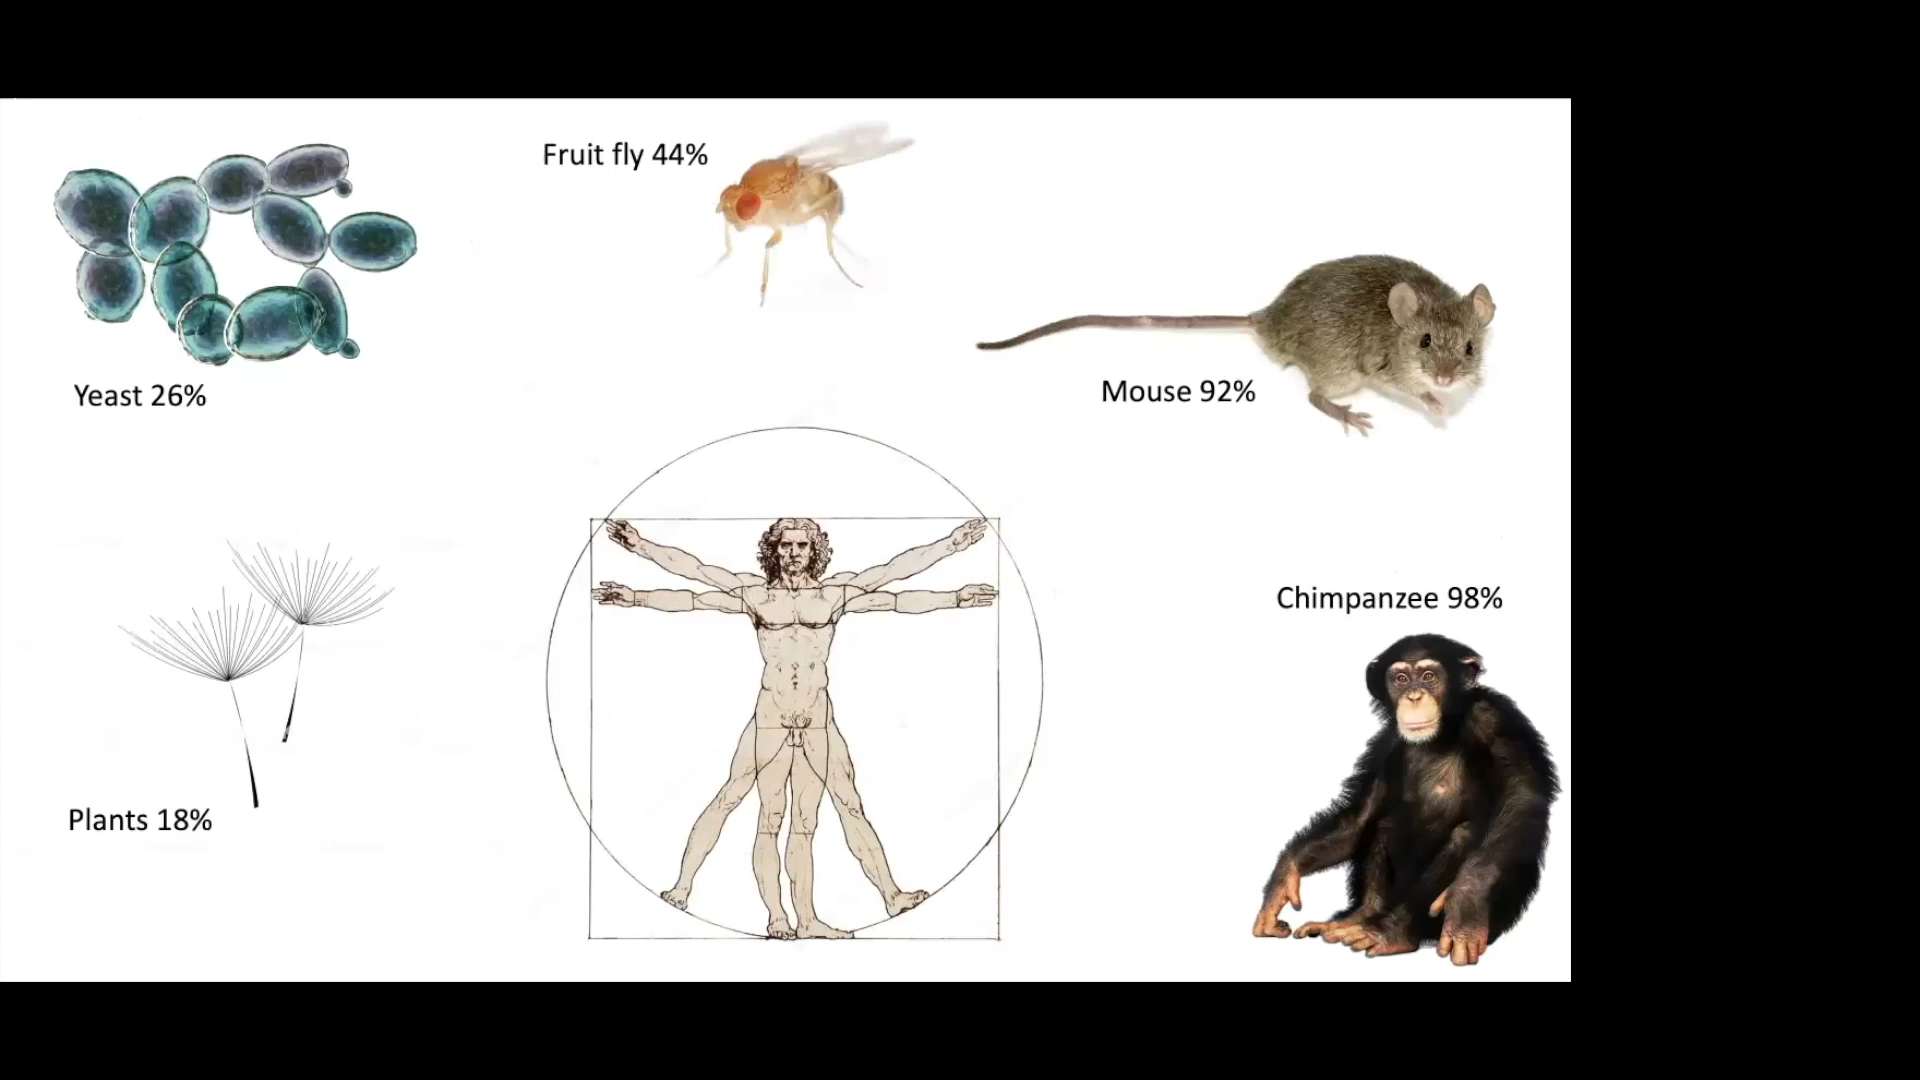 Fruit fly 44%
Yeast 26%
Mouse 92%
Chimpanzee 98%
Plants 18%